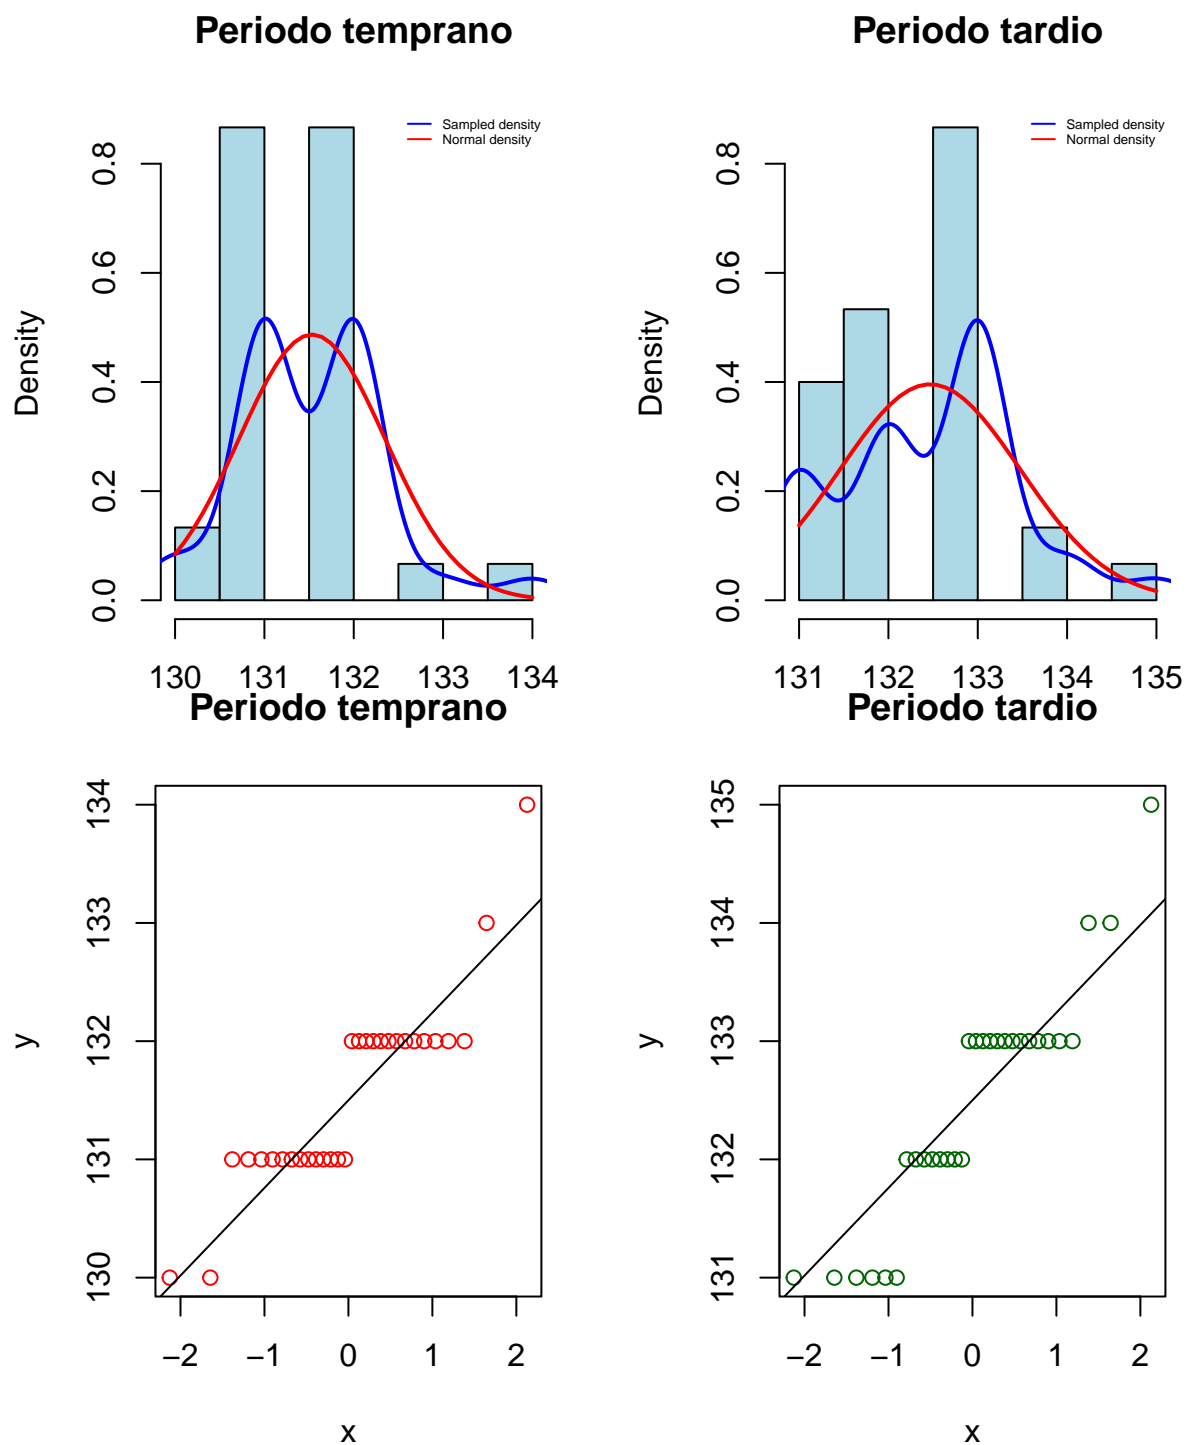 Periodo temprano
Periodo tardio
Sampled density
Normal density
Sampled density
Normal density
Density
0.0 0.2 0.4 0.6 0.8
130 131 132 133 134
Density
0.0 0.2 0.4 0.6 0.8
131 132 133 134 135
Periodo temprano
Periodo tardio
y
130 131 132 133 134
−2 −1 0 1 2
x
y
131 132 133 134 135
−2 −1 0 1 2
x